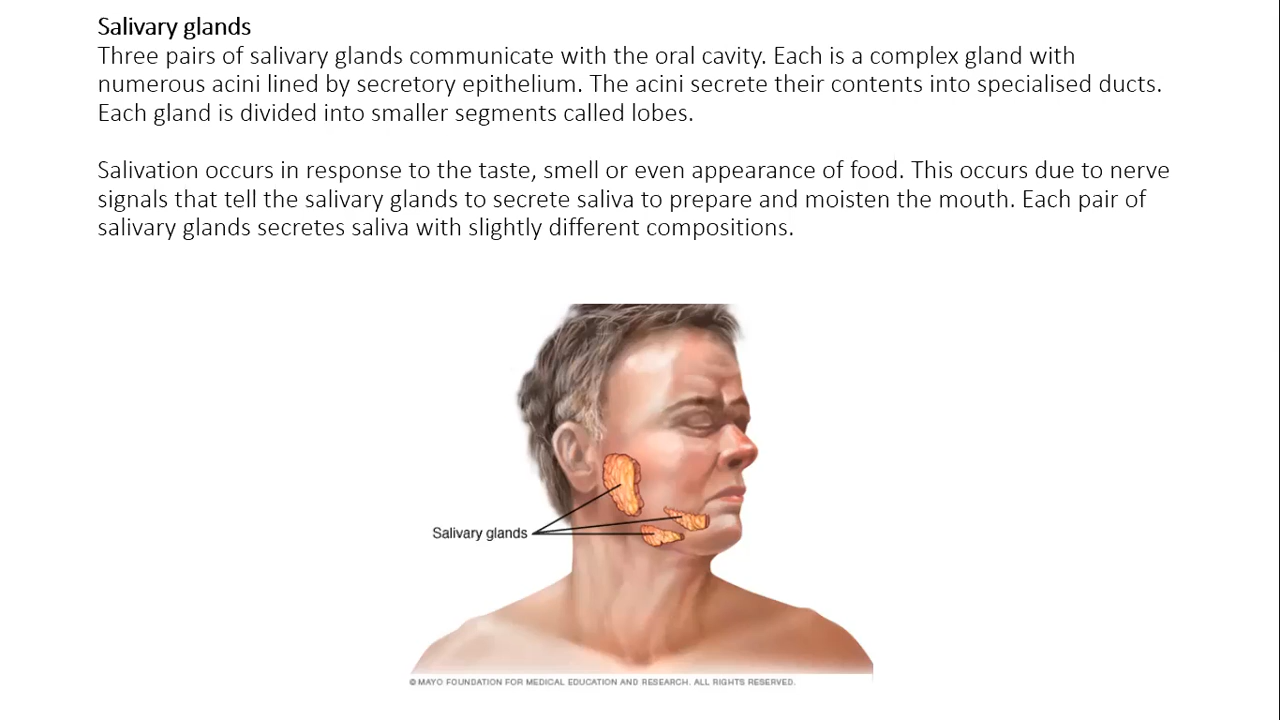 Salivary glands
Three pairs of salivary glands communicate with the oral cavity. Each is a complex gland with
numerous acini lined by secretory epithelium. The acini secrete their contents into specialised ducts.
Each gland is divided into smaller segments called lobes.
Salivation occurs in response to the taste, smell or even appearance of food. This occurs due to nerve
signals that tell the salivary glands to secrete saliva to prepare and moisten the mouth. Each pair of
salivary glands secretes saliva with slightly different compositions.
Salivary glands
© MAYO FOUNDATION FOR MEDICAL EDUCATION AND RESEARCH. ALL RIGHTS RESERVED.